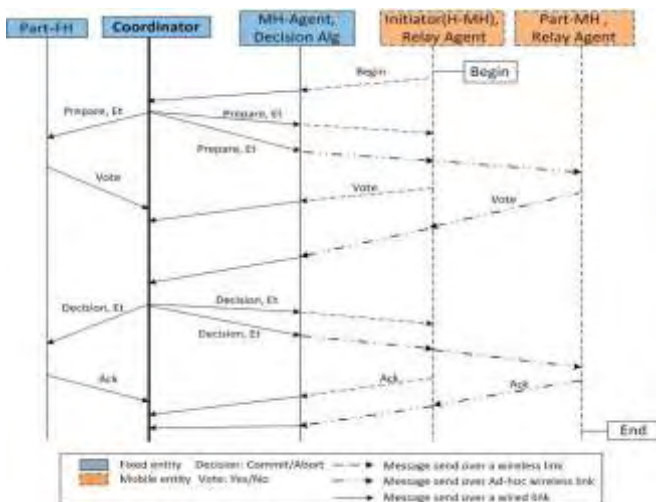 Part-FH
Coordinator
MH-Agent,
Decision Alg
Initiator(H-MH),
Relay Agent
Part-MH ,
Relay Agent
Begin
Begin
Prepare, Et
Prepare, Et
Prepare, Et
Vote
Vote
Vote
Decision, Et
Decision, Et
Decision, Et
Ack
Ack
Ack
End
Fixed entity Decision: Commit/Abort Message send over a wireless link
Mobile entity Vote: Yes/No Message send over Ad-hoc wireless link
Message send over a wired link